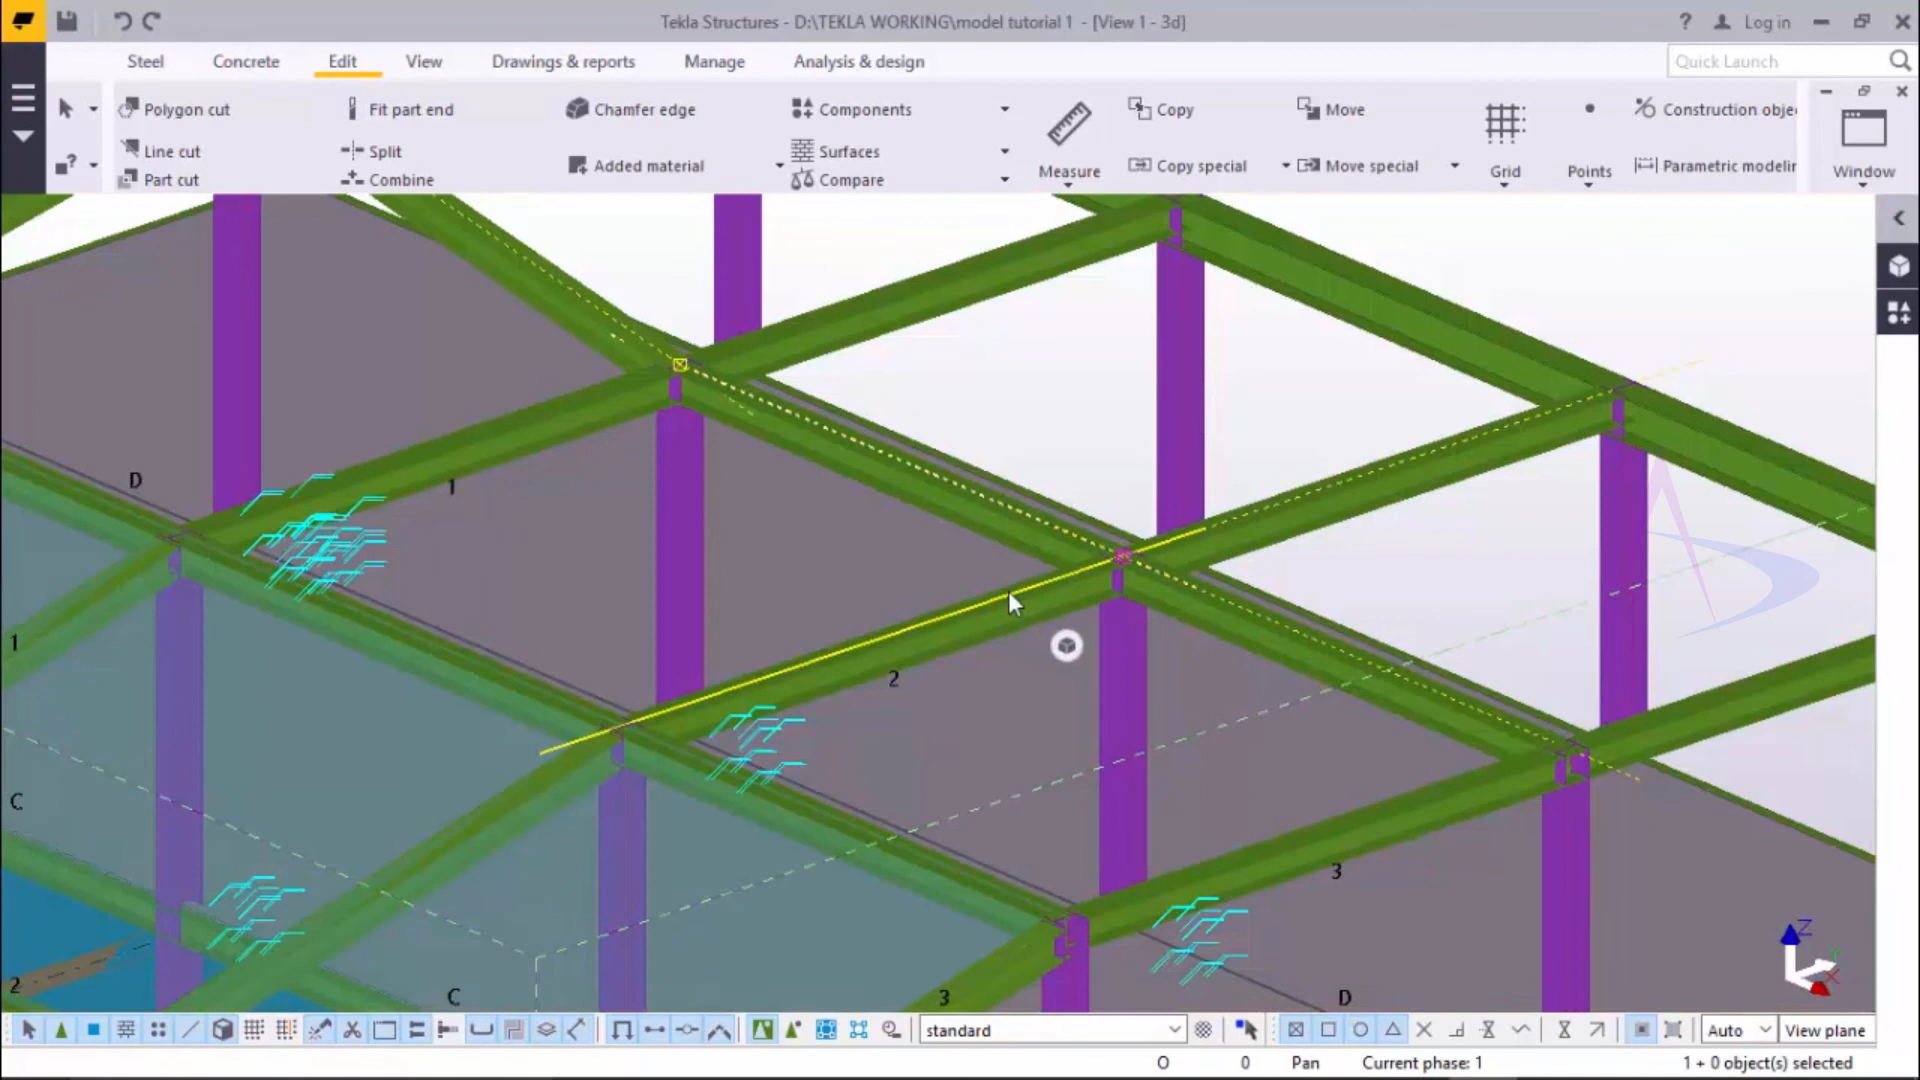 Tekla Structures - D:\TEKLA WORKING\model tutorial 1 - [View 1 - 3d]
? Log in
Steel Concrete Edit View Drawings & reports Manage Analysis & design
Quick Launch
Polygon cut Fit part end Chamfer edge Components Copy Move Construction obje
Line cut Split Surfaces
Added material Copy special Move special Parametric modelin
Measure Grid Points Window
Part cut Combine Compare
D
1
1
2
C
3
2
C
3
D
Z
standard
Auto
View plane
O 0 Pan Current phase: 1 1 + 0 object(s) selected